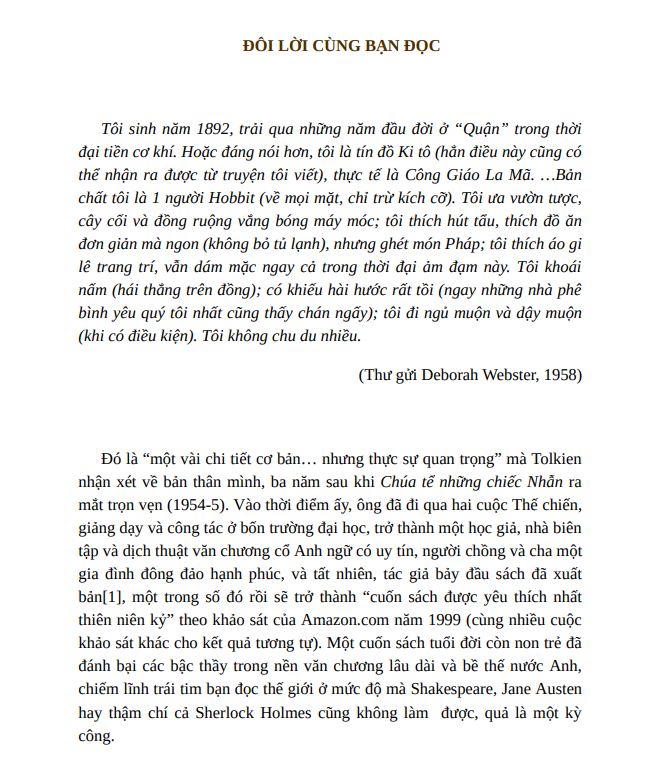 ĐÔI LỜI CÙNG BẠN ĐỌC
Tôi sinh năm 1892, trải qua những năm đầu đời ở “Quận” trong thời
đại tiền cơ khí. Hoặc đáng nói hơn, tôi là tín đồ Ki tô (hẳn điều này cũng có
thể nhận ra được từ truyện tôi viết), thực tế là Công Giáo La Mã. …Bản
chất tôi là 1 người Hobbit (về mọi mặt, chỉ trừ kích cỡ). Tôi ưa vườn tược,
cây cối và đồng ruộng vắng bóng máy móc; tôi thích hút tẩu, thích đồ ăn
đơn giản mà ngon (không bỏ tủ lạnh), nhưng ghét món Pháp; tôi thích áo gi
lê trang trí, vẫn dám mặc ngay cả trong thời đại ảm đạm này. Tôi khoái
nấm (hái thẳng trên đồng); có khiếu hài hước rất tồi (ngay những nhà phê
bình yêu quý tôi nhất cũng thấy chán ngấy); tôi đi ngủ muộn và dậy muộn
(khi có điều kiện). Tôi không chu du nhiều.
(Thư gửi Deborah Webster, 1958)
Đó là “một vài chi tiết cơ bản… nhưng thực sự quan trọng” mà Tolkien
nhận xét về bản thân mình, ba năm sau khi Chúa tể những chiếc Nhẫn ra
mắt trọn vẹn (1954-5). Vào thời điểm ấy, ông đã đi qua hai cuộc Thế chiến,
giảng dạy và công tác ở bốn trường đại học, trở thành một học giả, nhà biên
tập và dịch thuật văn chương cổ Anh ngữ có uy tín, người chồng và cha một
gia đình đông đảo hạnh phúc, và tất nhiên, tác giả bảy đầu sách đã xuất
bản[1], một trong số đó rồi sẽ trở thành “cuốn sách được yêu thích nhất
thiên niên kỷ” theo khảo sát của Amazon.com năm 1999 (cùng nhiều cuộc
khảo sát khác cho kết quả tương tự). Một cuốn sách tuổi đời còn non trẻ đã
đánh bại các bậc thầy trong nền văn chương lâu dài và bề thế nước Anh,
chiếm lĩnh trái tim bạn đọc thế giới ở mức độ mà Shakespeare, Jane Austen
hay thậm chí cả Sherlock Holmes cũng không làm  được, quả là một kỳ
công.